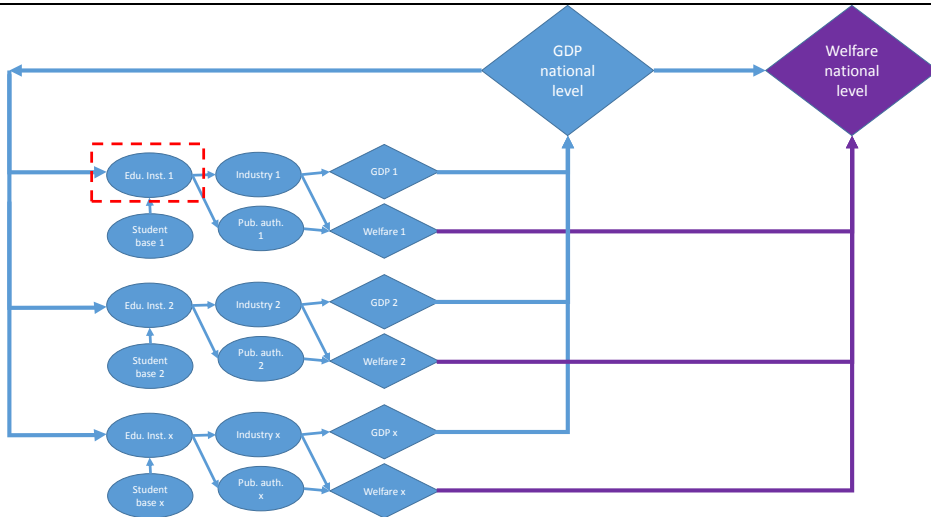 GDP
national
level
Welfare
national
level
Edu. Inst. 1
Industry 1
GDP 1
Student
base 1
Pub. auth.
1
Welfare 1
Edu. Inst. 2
Industry 2
GDP 2
Student
base 2
Pub. auth.
2
Welfare 2
Edu. Inst. x
Industry x
GDP x
Student
base x
Pub. auth.
x
Welfare x